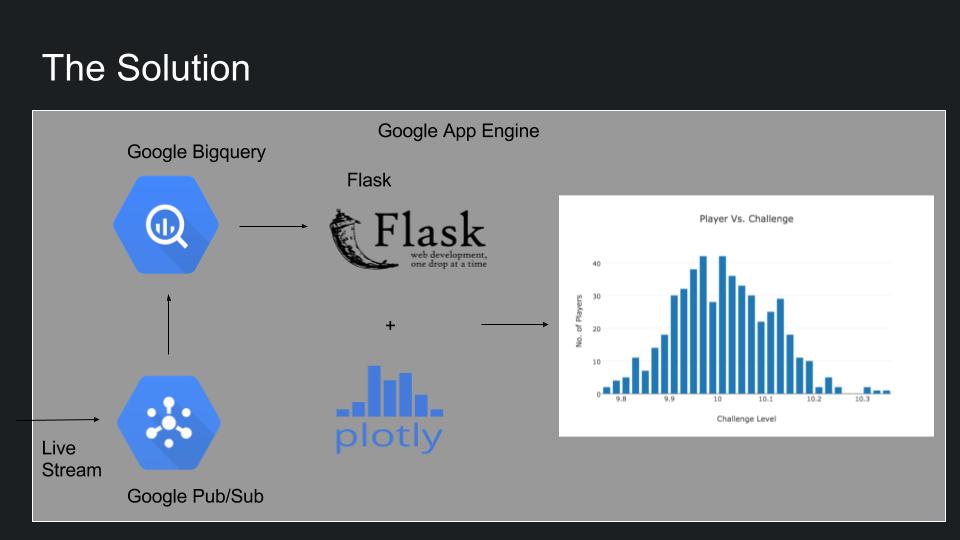 The Solution
Google App Engine
Google Bigquery
Flask
Flask
web development,
one drop at a time
+
plotly
Live
Stream
Google Pub/Sub
Player Vs. Challenge
No. of Players
40
30
20
10
0
9.8
9.9
10
10.1
10.2
10.3
Challenge Level